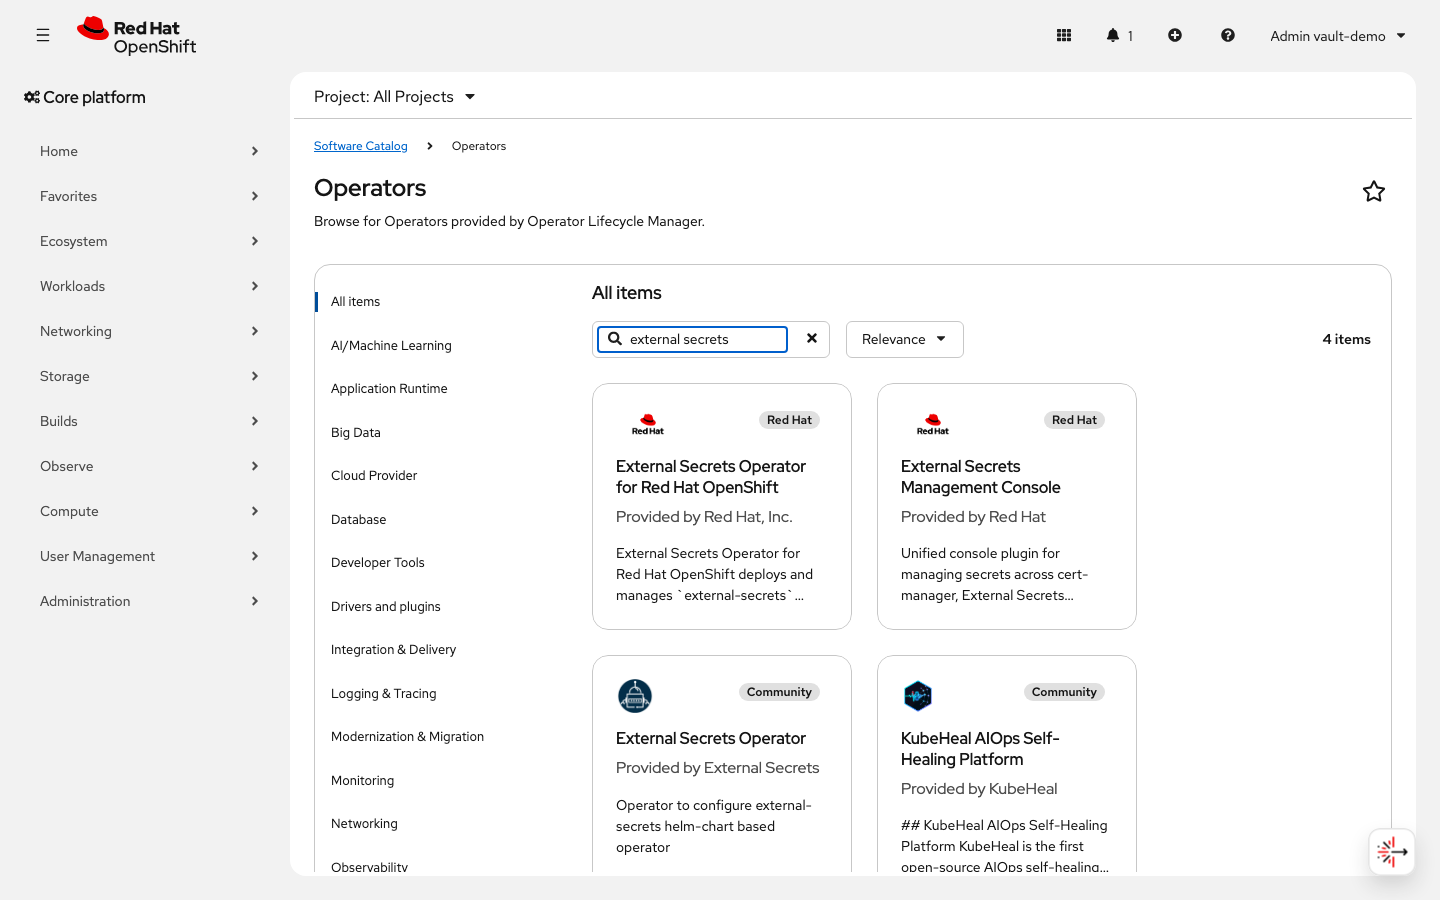 Red Hat
OpenShift
1
Admin vault-demo
Core platform
Home
Favorites
Ecosystem
Workloads
Networking
Storage
Builds
Observe
Compute
User Management
Administration
Project: All Projects
Software Catalog
Operators
Operators
Browse for Operators provided by Operator Lifecycle Manager.
All items
AI/Machine Learning
Application Runtime
Big Data
Cloud Provider
Database
Developer Tools
Drivers and plugins
Integration & Delivery
Logging & Tracing
Modernization & Migration
Monitoring
Networking
Observability
All items
external secrets
Relevance
4 items
Red Hat
Red Hat
External Secrets Operator
for Red Hat OpenShift
Provided by Red Hat, Inc.
External Secrets Operator for
Red Hat OpenShift deploys and
manages `external-secrets`...
Red Hat
Red Hat
External Secrets
Management Console
Provided by Red Hat
Unified console plugin for
managing secrets across cert-
manager, External Secrets...
Community
External Secrets Operator
Provided by External Secrets
Operator to configure external-
secrets helm-chart based
operator
Community
KubeHeal AIOps Self-
Healing Platform
Provided by KubeHeal
## KubeHeal AIOps Self-Healing
Platform KubeHeal is the first
open-source AIOps self-healing...